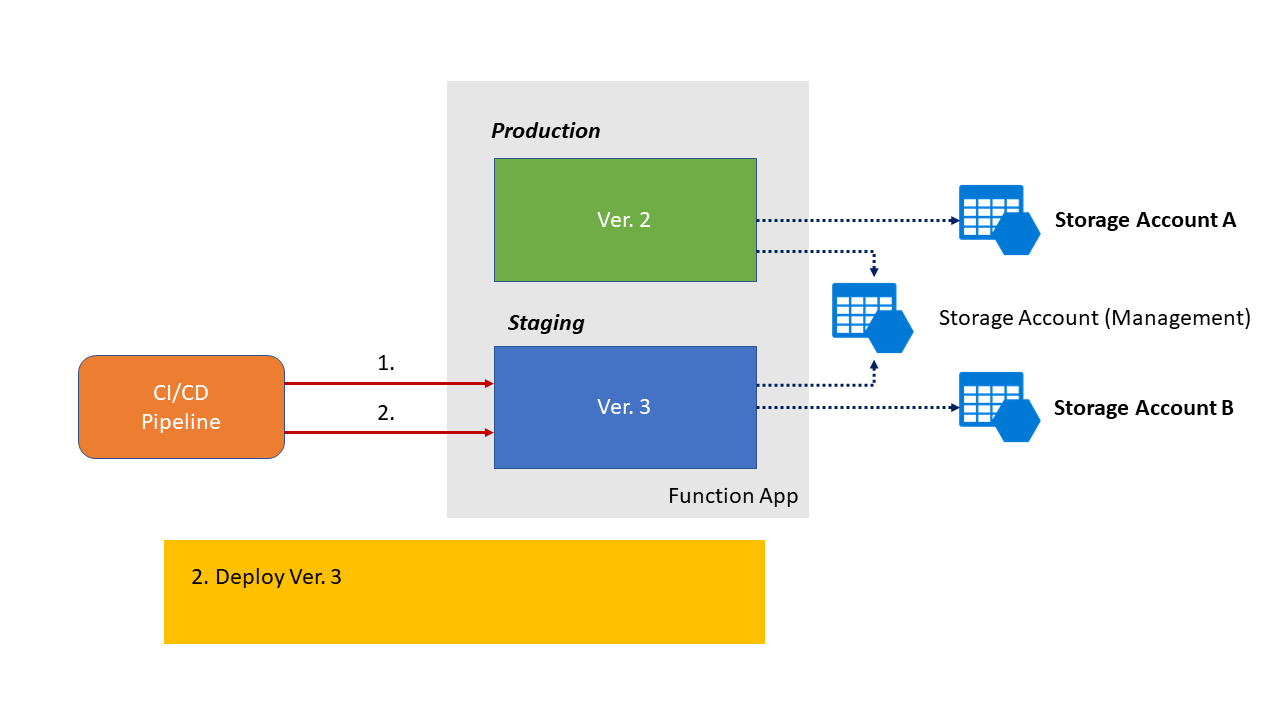 Production
Ver. 2
Storage Account A
Storage Account (Management)
Staging
1.
CI/CD
Pipeline
2.
Ver. 3
Storage Account B
Function App
2. Deploy Ver. 3